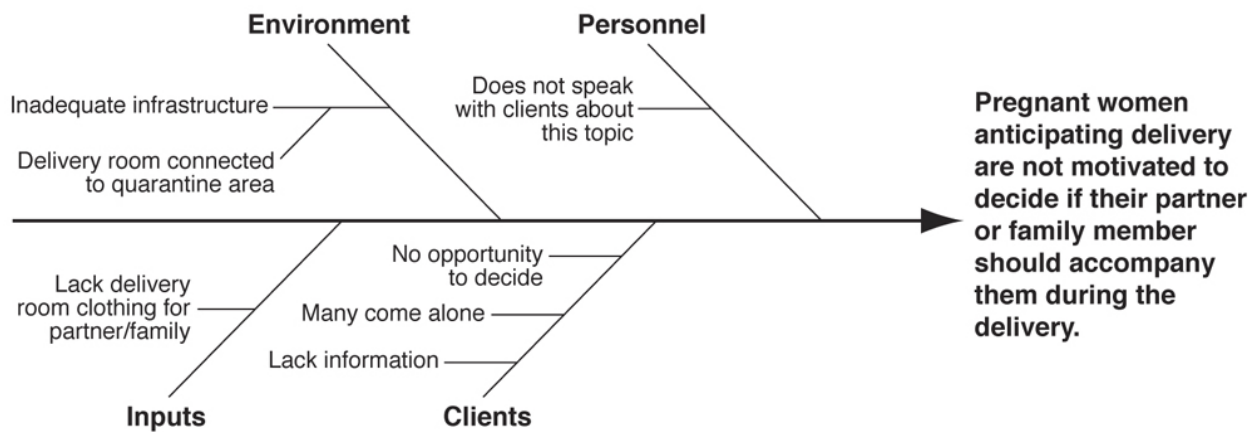 Environment
Personnel
Inadequate infrastructure
Delivery room connected
to quarantine area
Does not speak
with clients about
this topic
Pregnant women
anticipating delivery
are not motivated to
decide if their partner
or family member
should accompany
them during the
delivery.
Lack delivery
room clothing for
partner/family
No opportunity
to decide
Many come alone
Lack information
Inputs
Clients